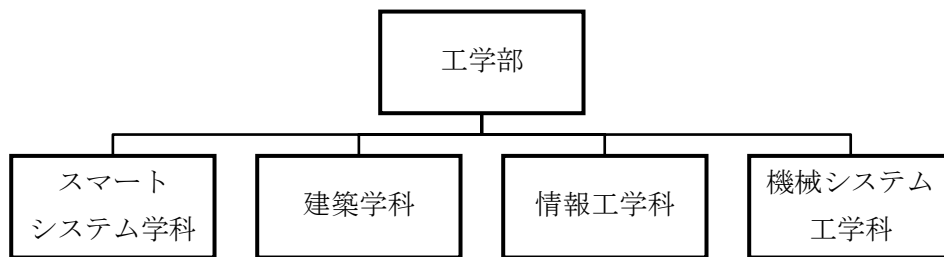 工学部
スマート
システム学科
建築学科
情報工学科
機械システム
工学科